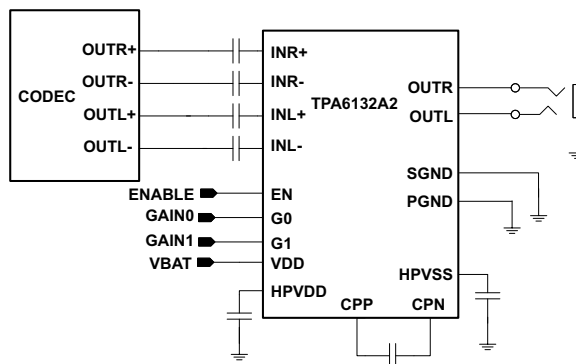 CODEC
OUTR+
OUTR-
OUTL+
OUTL-
INR+
INR-
INL+
INL-
TPA6132A2
OUTR
OUTL
SGND
PGND
ENABLE
EN
GAIN0
G0
GAIN1
G1
VBAT
VDD
HPVDD
HPVSS
CPP
CPN